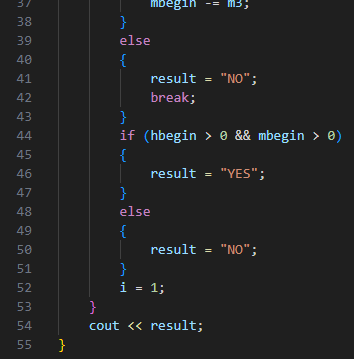 37 mbegin -= m3;
38 }
39 else
40 {
41 result = "NO";
42 break;
43 }
44 if (hbegin > 0 && mbegin > 0)
45 {
46 result = "YES";
47 }
48 else
49 {
50 result = "NO";
51 }
52 i = 1;
53 }
54 cout << result;
55 }